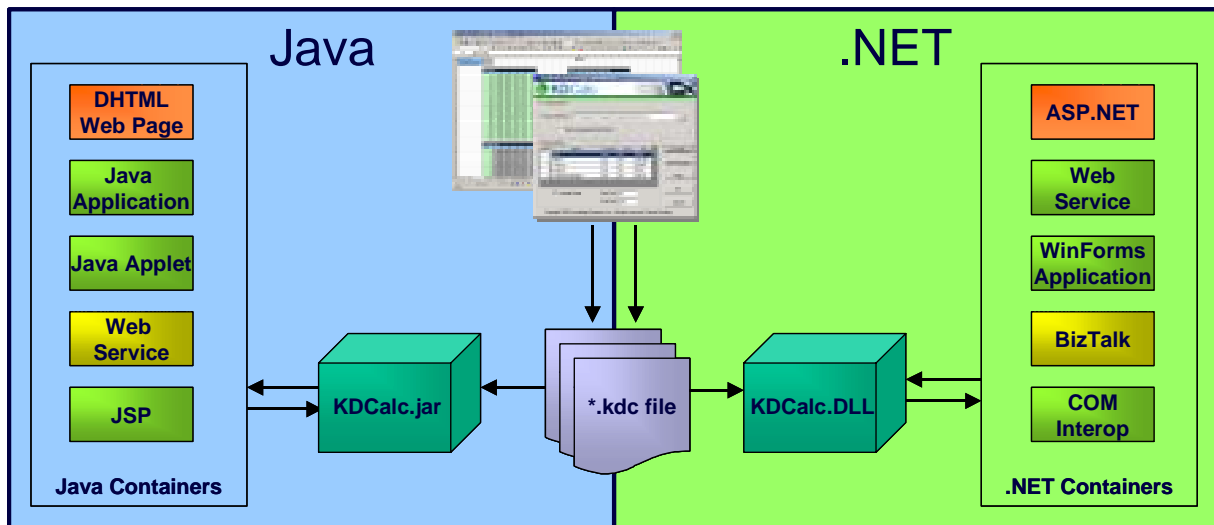 Java
.NET
KDCalc
DHTML
Web Page
Java
Application
Java Applet
Web
Service
JSP
Java Containers
KDCalc.jar
*.kdc file
KDCalc.DLL
ASP.NET
Web
Service
WinForms
Application
BizTalk
COM
Interop
.NET Containers